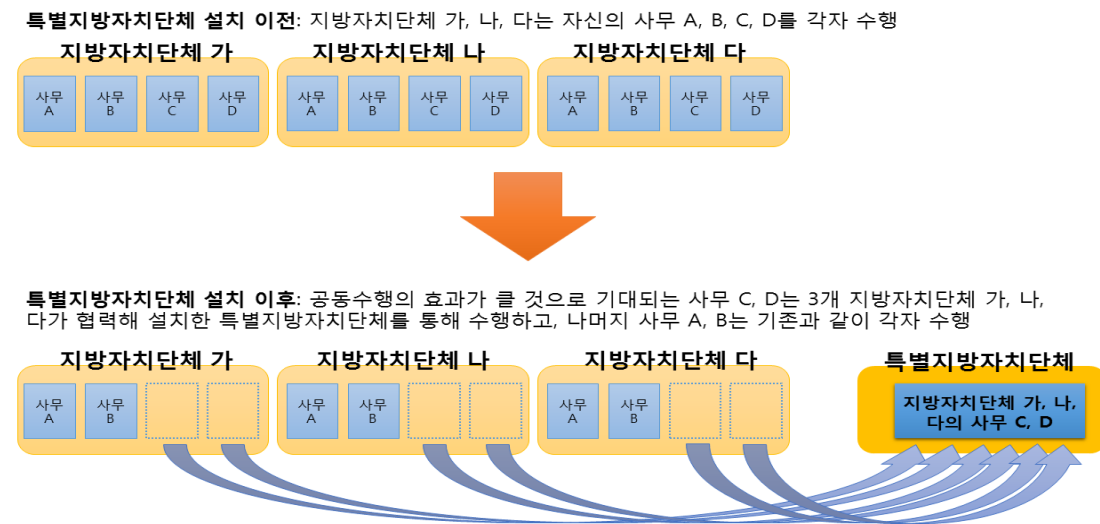 특별지방자치단체 설치 이전: 지방자치단체 가, 나, 다는 자신의 사무 A, B, C, D를 각자 수행
지방자치단체 가
지방자치단체 나
지방자치단체 다
사무
A
사무
B
사무
C
사무
D
사무
A
사무
B
사무
C
사무
D
사무
A
사무
B
사무
C
사무
D
특별지방자치단체 설치 이후: 공동수행의 효과가 클 것으로 기대되는 사무 C, D는 3개 지방자치단체 가, 나,
다가 협력해 설치한 특별지방자치단체를 통해 수행하고, 나머지 사무 A, B는 기존과 같이 각자 수행
지방자치단체 가
지방자치단체 나
지방자치단체 다
특별지방자치단체
사무
A
사무
B
사무
A
사무
B
사무
A
사무
B
지방자치단체 가, 나,
다의 사무 C, D